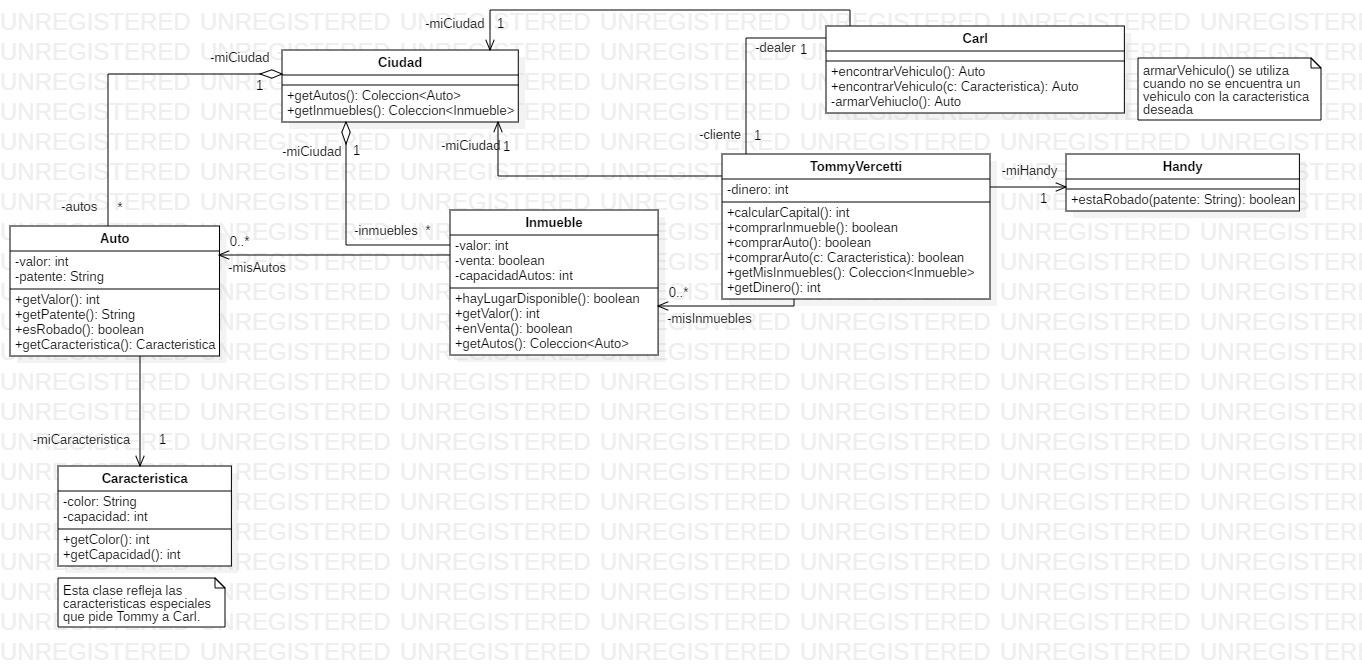 -miCiudad 1
Carl
+encontrarVehiculo(): Auto
+encontrarVehiculo(c: Caracteristica): Auto
-armarVehiuclo(): Auto
armarVehiculo() se utiliza
cuando no se encuentra un
vehiculo con la caracteristica
deseada
-dealer 1
-cliente 1
-miCiudad
1
Ciudad
+getAutos(): Coleccion<Auto>
+getInmuebles(): Coleccion<Inmueble>
-miCiudad 1
-miCiudad 1
TommyVercetti
-dinero: int
+calcularCapital(): int
+comprarInmueble(): boolean
+comprarAuto(): boolean
+comprarAuto(c: Caracteristica): boolean
+getMisInmuebles(): Coleccion<Inmueble>
+getDinero(): int
-miHandy
1
Handy
+estaRobado(patente: String): boolean
-autos *
-inmuebles *
Auto
-valor: int
-patente: String
+getValor(): int
+getPatente(): String
+esRobado(): boolean
+getCaracteristica(): Caracteristica
0..*
-misAutos
Inmueble
-valor: int
-venta: boolean
-capacidadAutos: int
+hayLugarDisponible(): boolean
+getValor(): int
+enVenta(): boolean
+getAutos(): Coleccion<Auto>
0..*
-misInmuebles
-miCaracteristica 1
Caracteristica
-color: String
-capacidad: int
+getColor(): int
+getCapacidad(): int
Esta clase refleja las
caracteristicas especiales
que pide Tommy a Carl.
UNREGISTERED